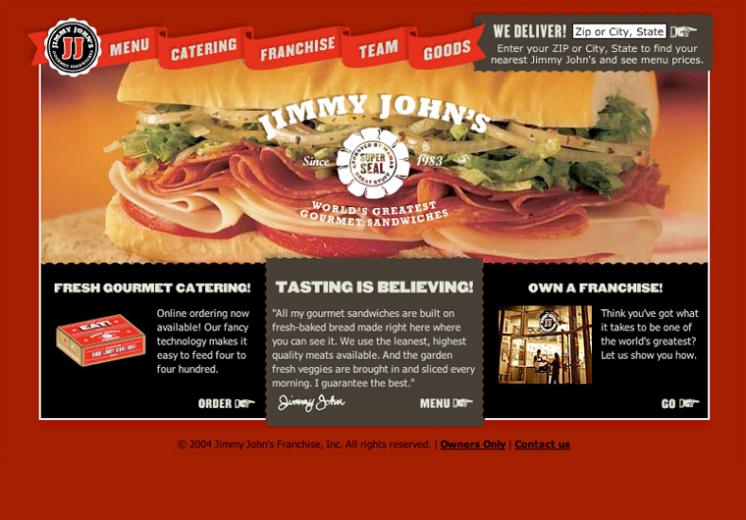 JIMMY JOHN'S
JJ
GOURMET SANDWICHES
MENU
CATERING
FRANCHISE
TEAM
GOODS
WE DELIVER! Zip or City, State
Enter your ZIP or City, State to find your
nearest Jimmy John's and see menu prices.
JIMMY JOHN'S
Since
SUPER
SEAL
1983
WORLD'S GREATEST
GOURMET SANDWICHES
FRESH GOURMET CATERING!
EAT!
Online ordering now
available! Our fancy
technology makes it
easy to feed four to
four hundred.
ORDER
TASTING IS BELIEVING!
"All my gourmet sandwiches are built on
fresh-baked bread made right here where
you can see it. We use the leanest, highest
quality meats available. And the garden
fresh veggies are brought in and sliced every
morning. I guarantee the best."
Jimmy John
MENU
OWN A FRANCHISE!
Think you've got what
it takes to be one of
the world's greatest?
Let us show you how.
GO
© 2004 Jimmy John's Franchise, Inc. All rights reserved. | Owners Only | Contact us